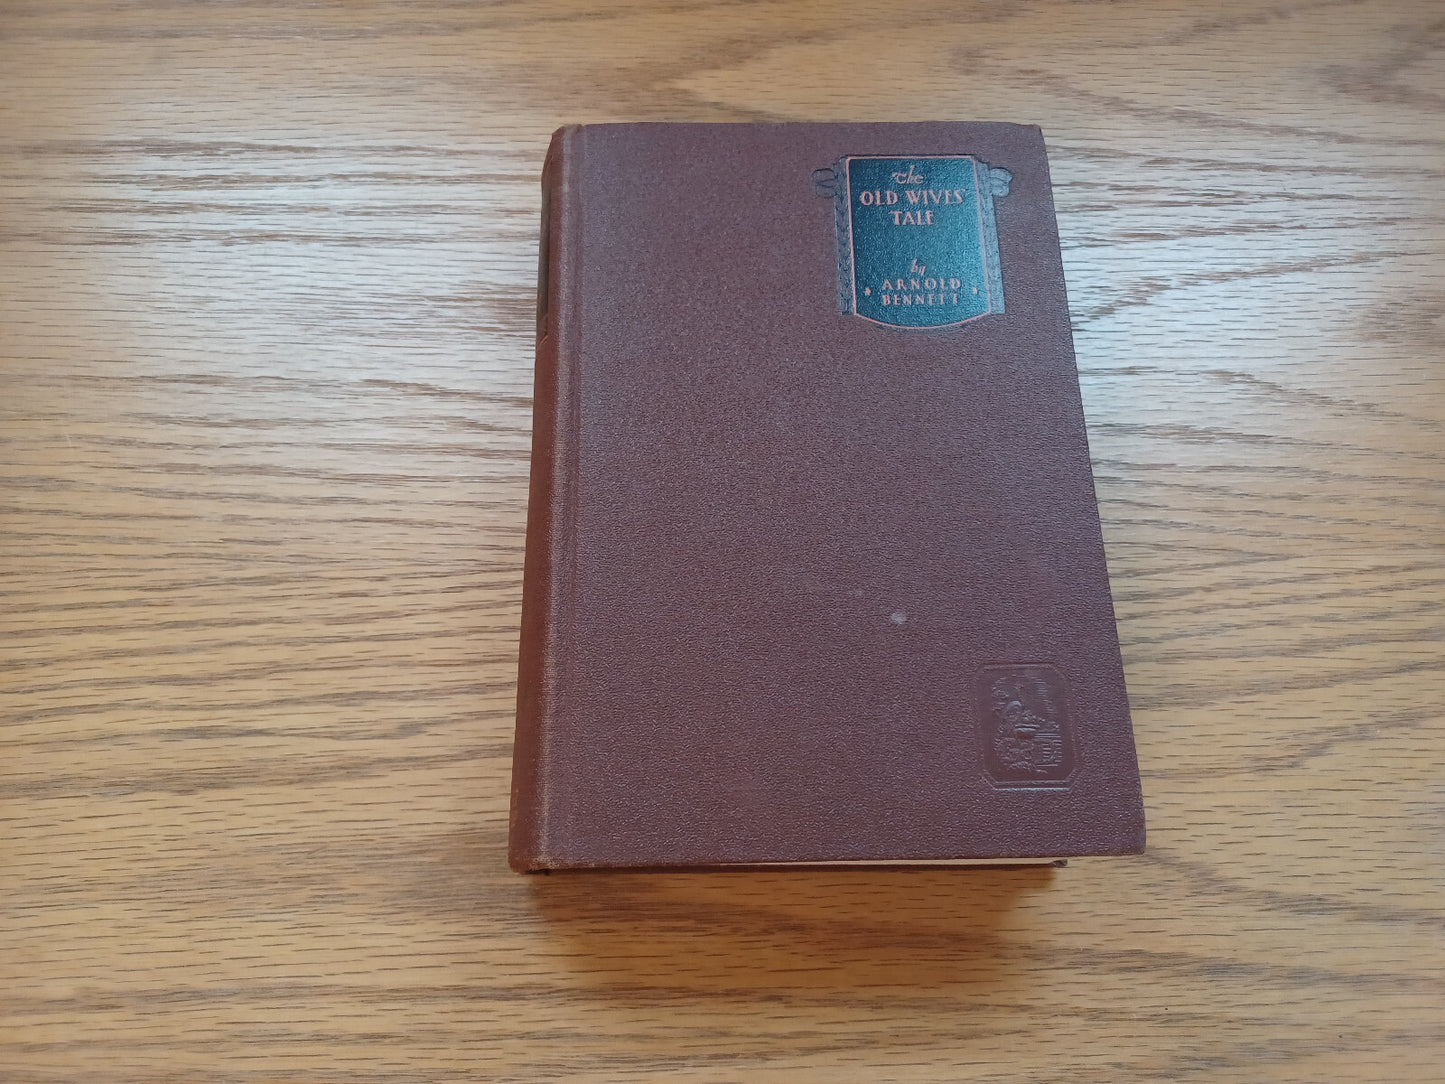 The
OLD WIVES'
TALE
by
ARNOLD
BENNETT